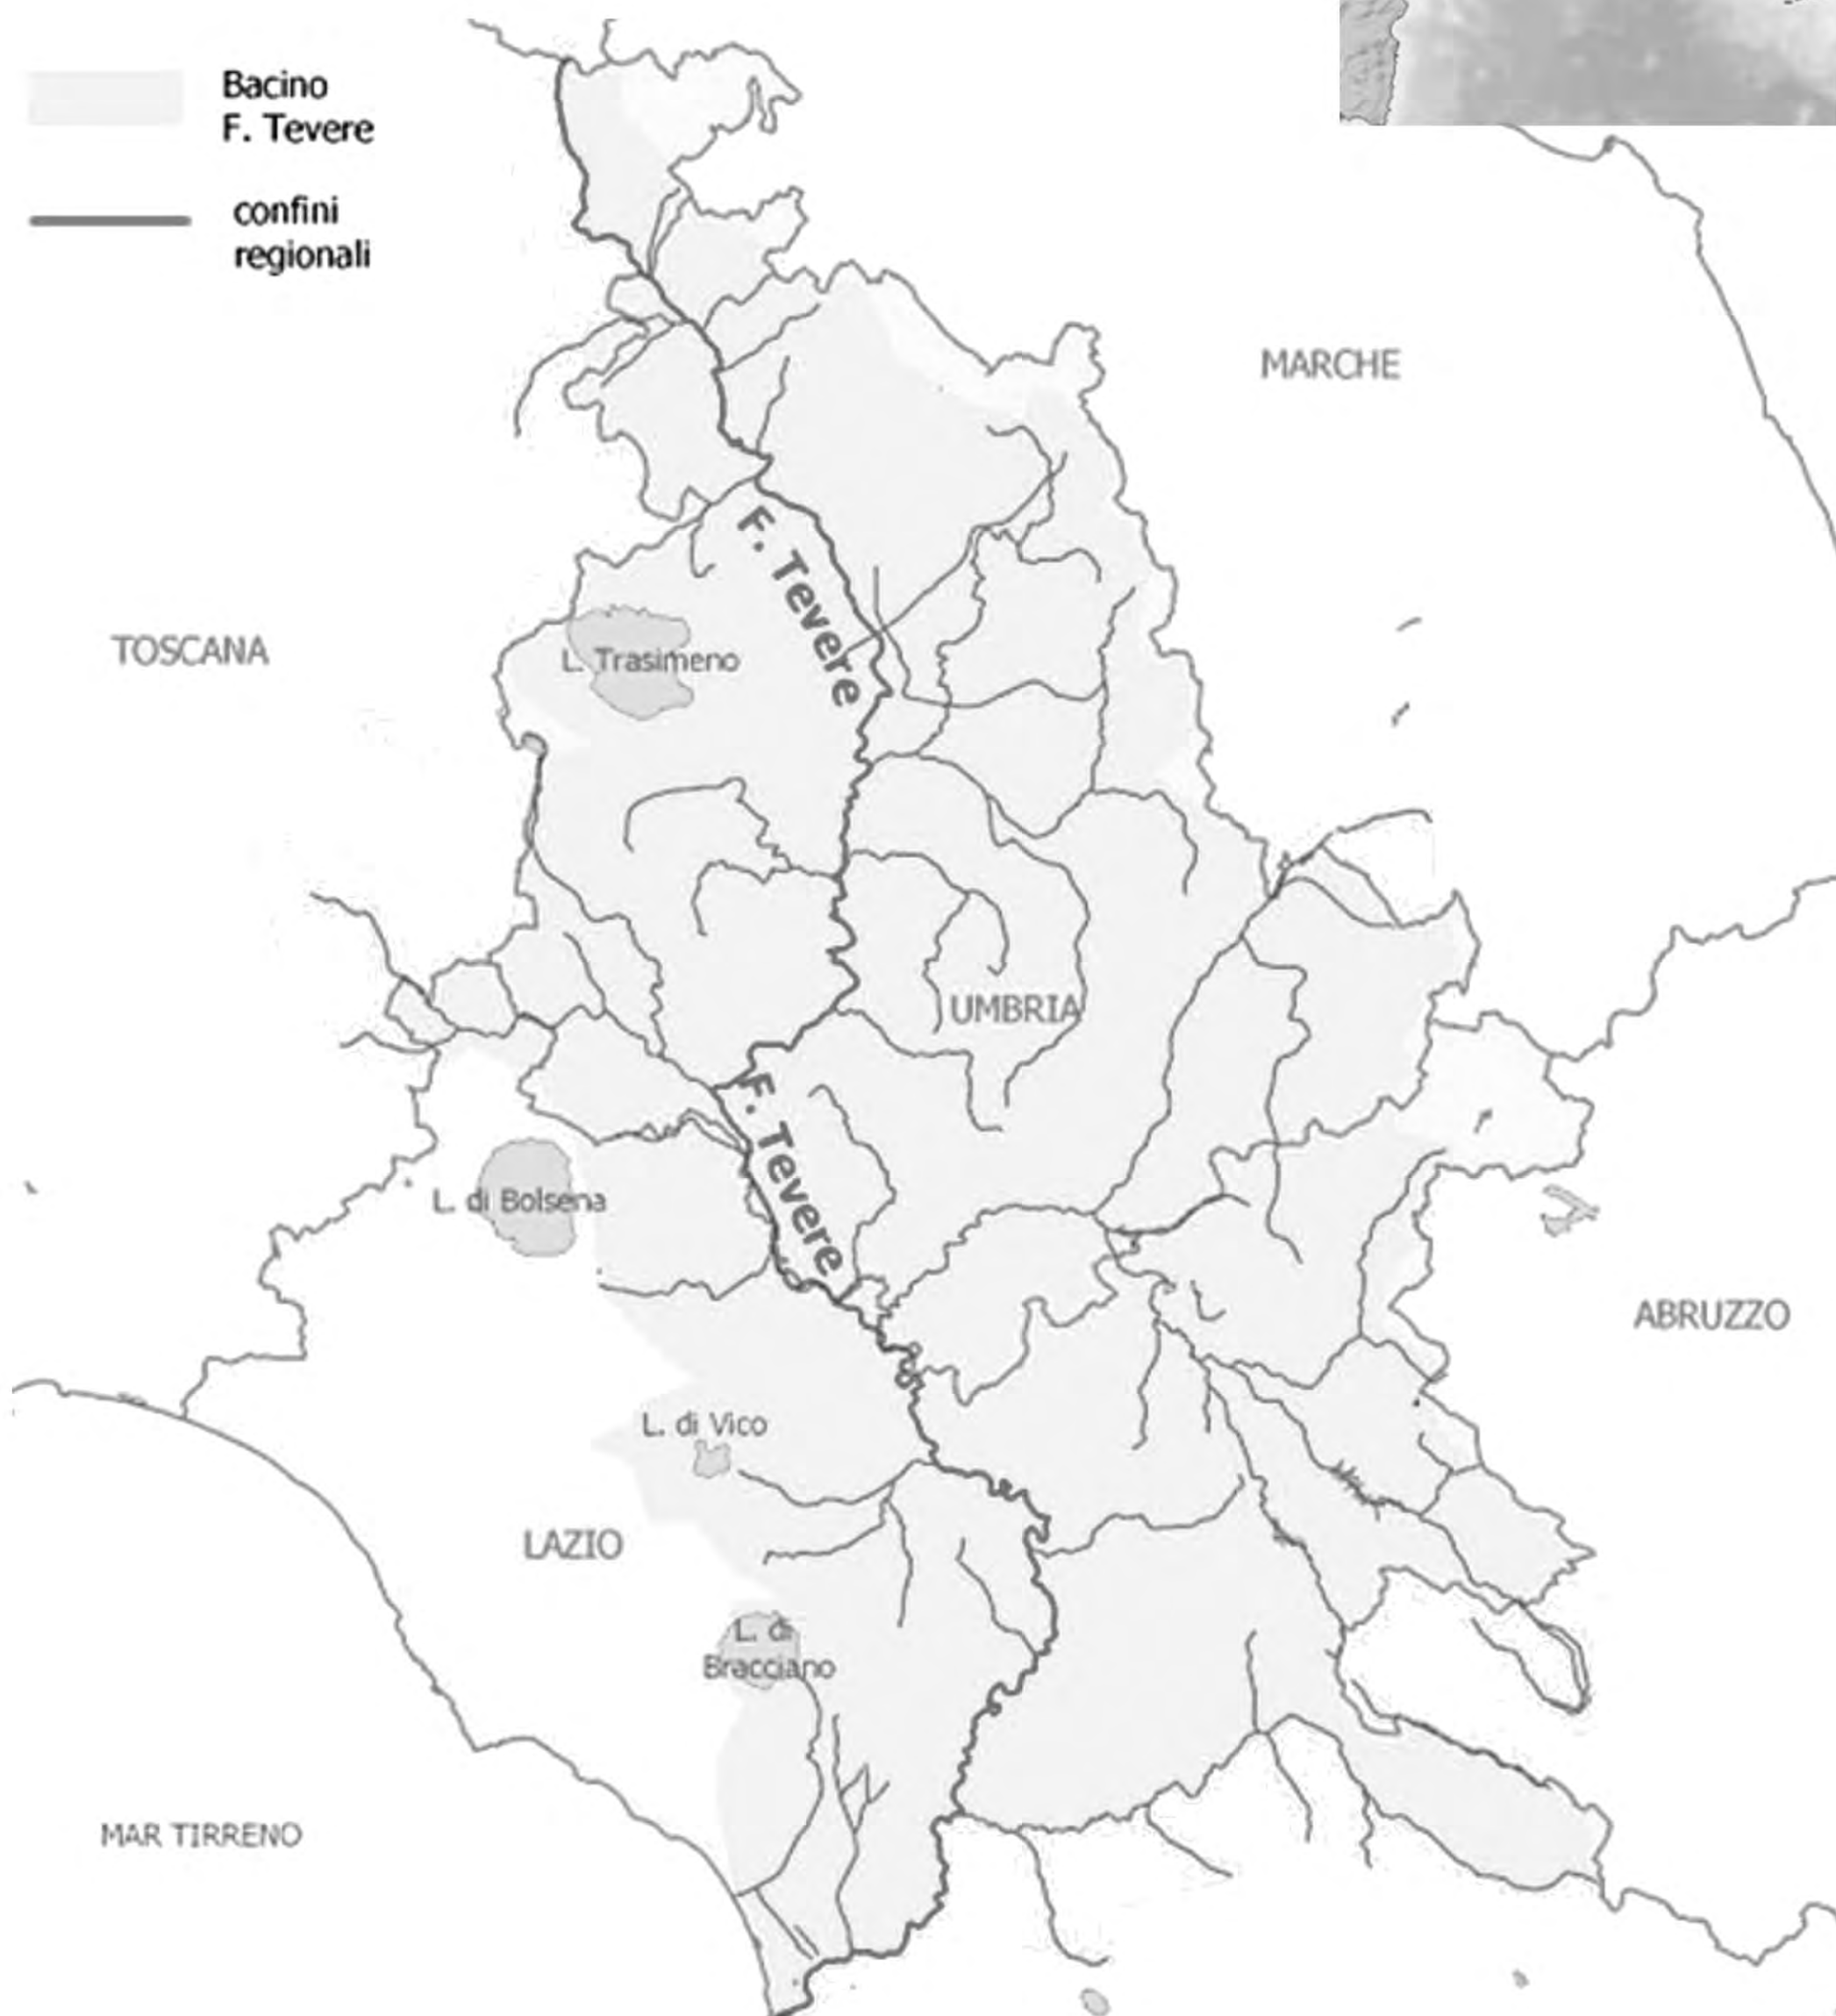 Bacino
F. Tevere
confini
regionali
MARCHE
F. Tevere
TOSCANA
L. Trasimeno
UMBRIA
F. Tevere
L. di Bolsena
ABRUZZO
L. di Vico
LAZIO
L. di
Bracciano
MAR TIRRENO